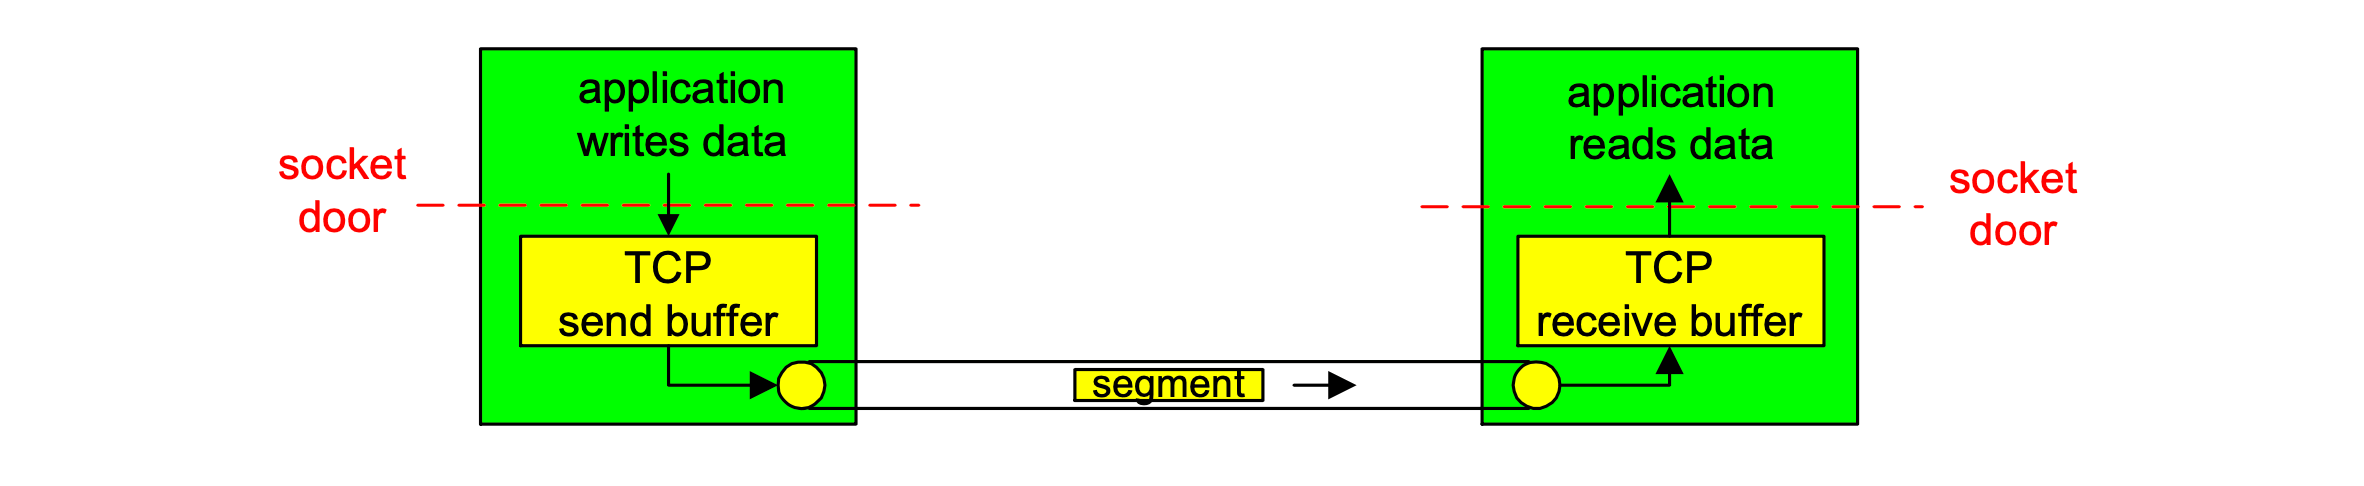 application
writes data
socket
door
TCP
send buffer
segment
application
reads data
socket
door
TCP
receive buffer